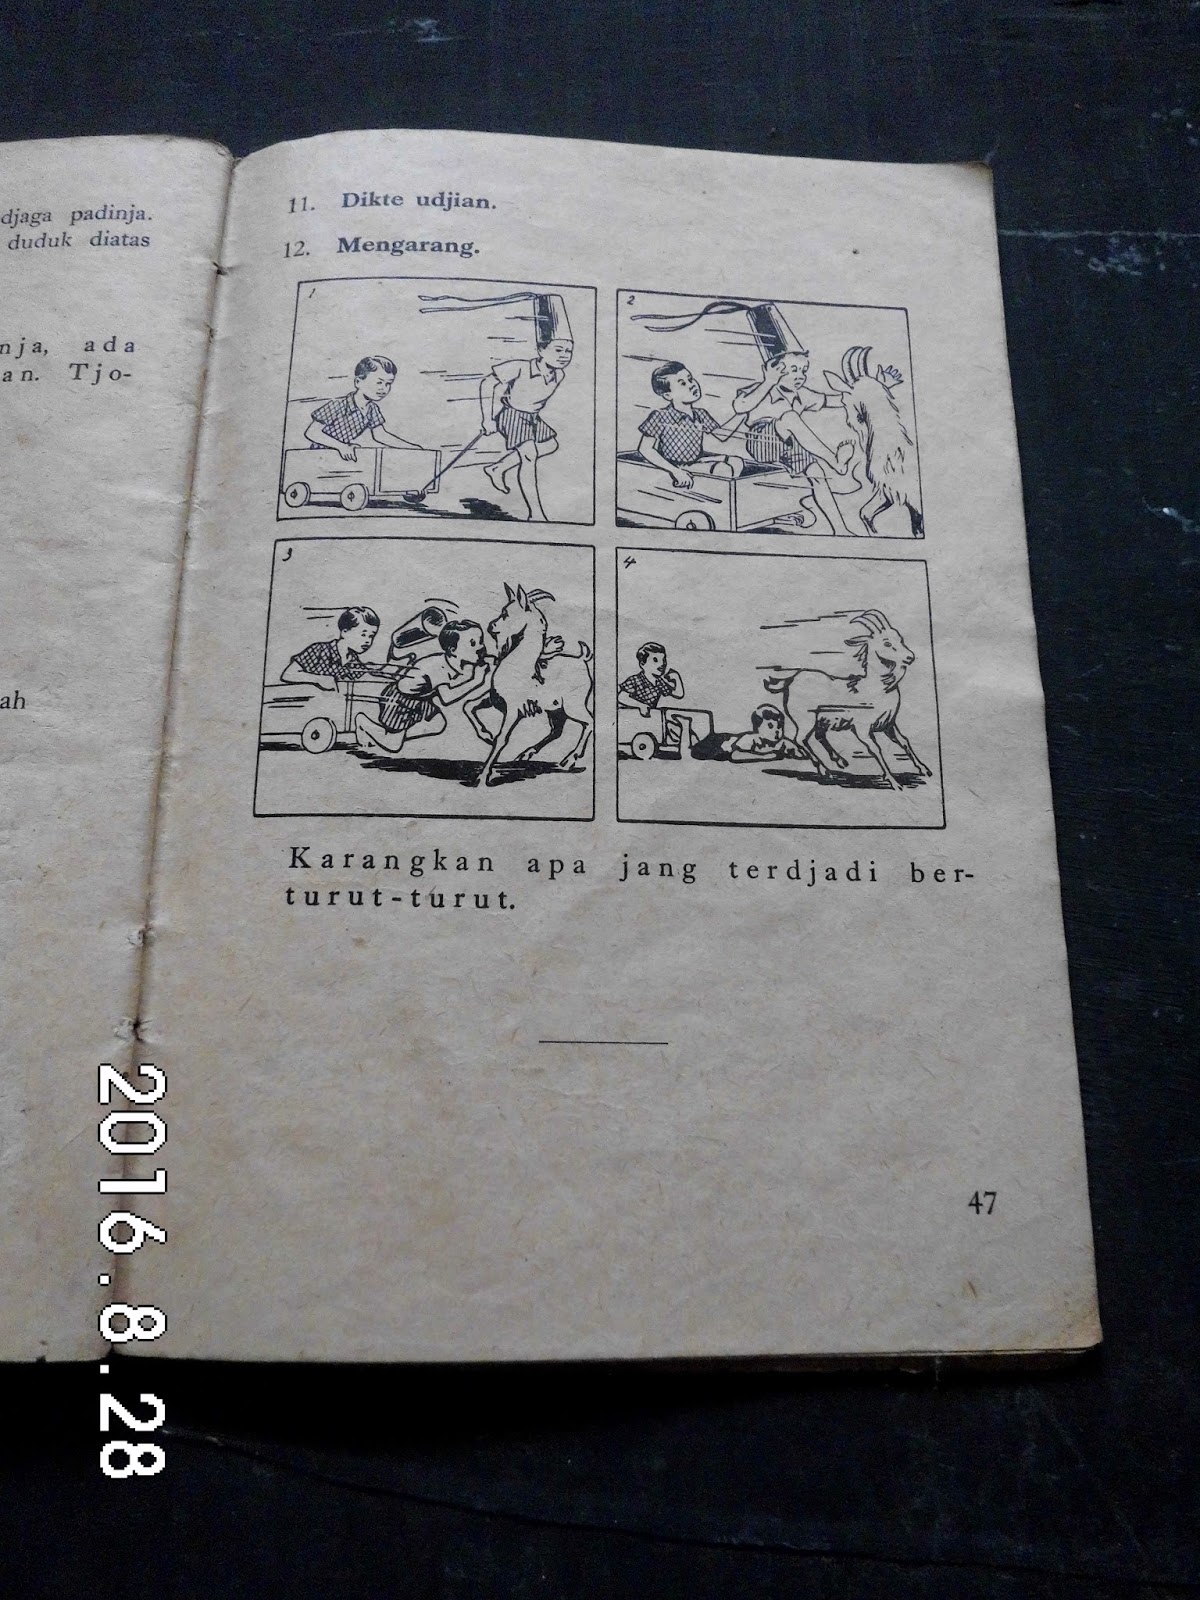 djaga padinja.
duduk diatas
nja, ada
an. Tjo-
ah
11. Dikte udjian.
12. Mengarang.
1
2
3
4
Karangkan apa jang terdjadi ber-
turut-turut.
47
2016.8.28